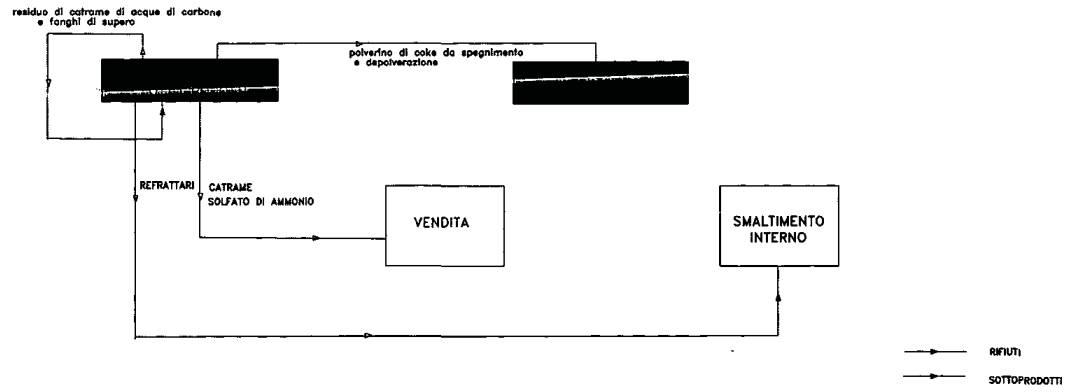 residuo di catrame di acque di carbone
e fanghi di supero
polverino di coke da spegnimento
e depolverazione
REFRATTARI
CATRAME
SOLFATO DI AMMONIO
VENDITA
SMALTIMENTO
INTERNO
RIFIUTI
SOTTOPRODOTTI